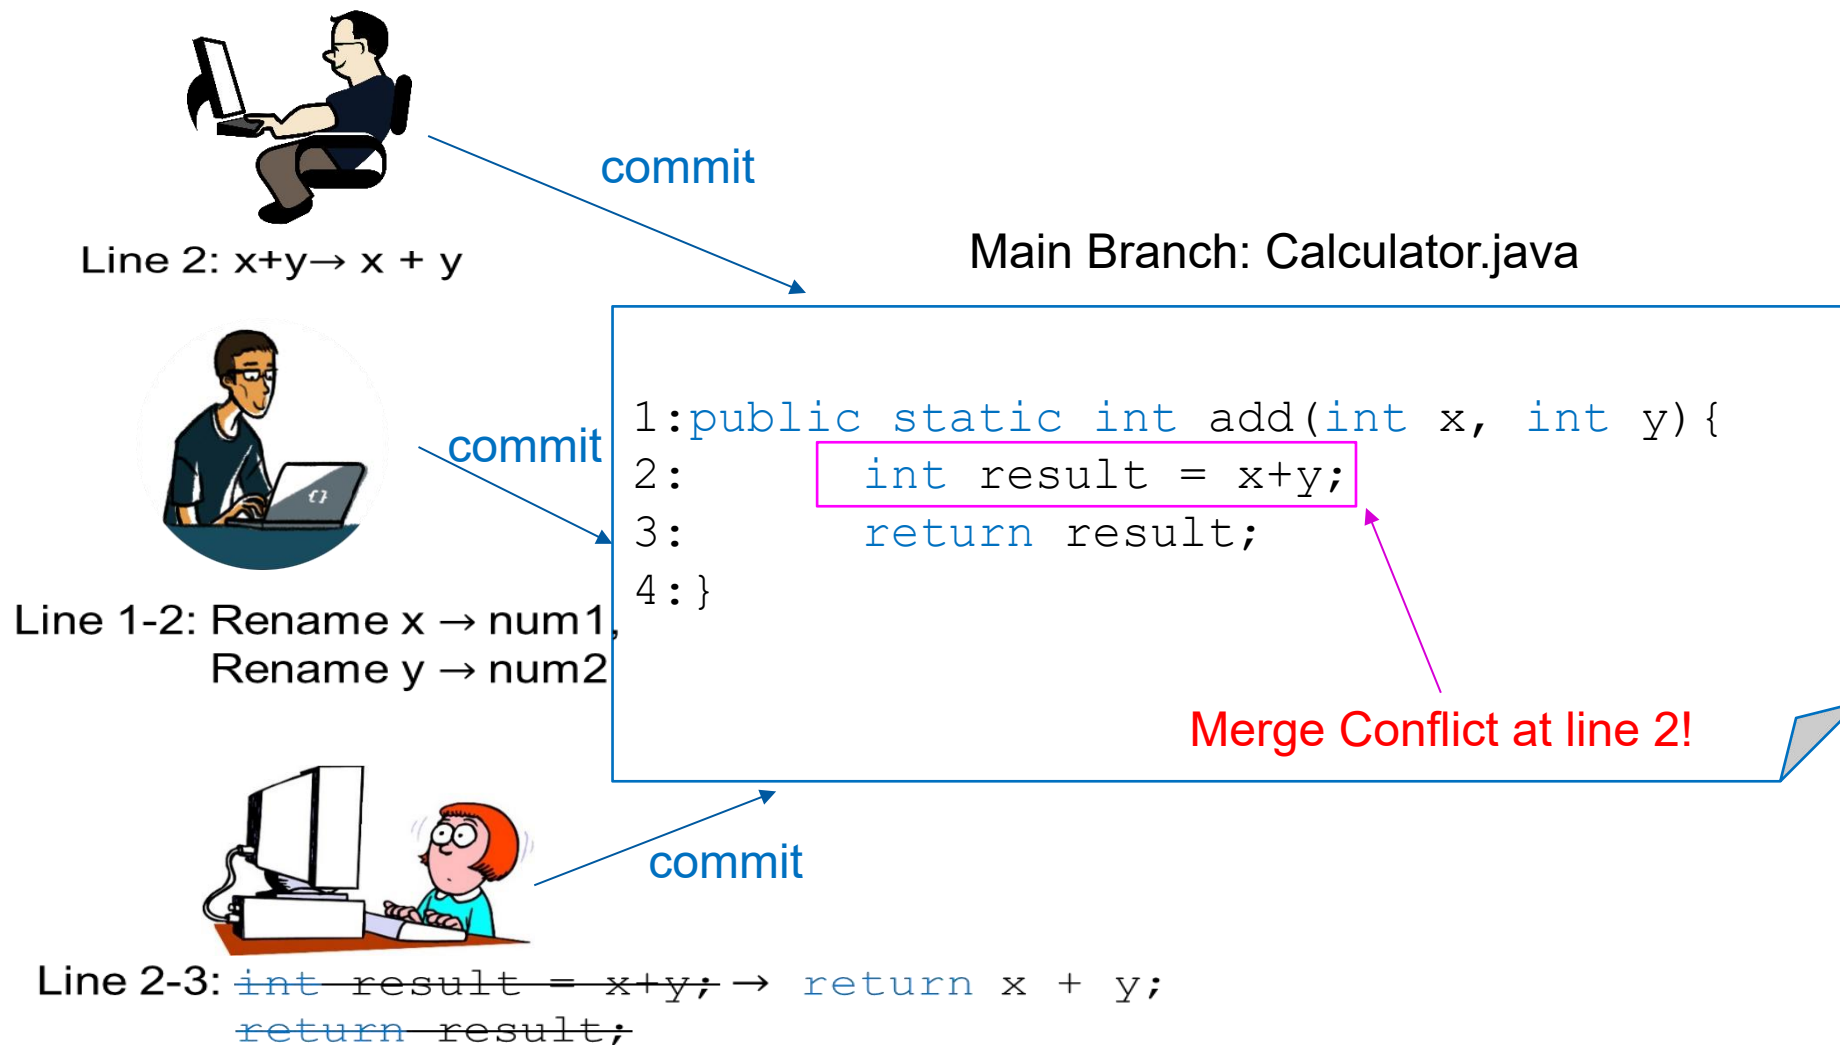 commit
Line 2: x+y→ x + y
Main Branch: Calculator.java
commit
1:public static int add(int x, int y){
2: int result = x+y;
3: return result;
4:}
{}
Line 1-2: Rename x → num1,
Rename y → num2
Merge Conflict at line 2!
commit
Line 2-3: int result = x+y; → return x + y;
return result;